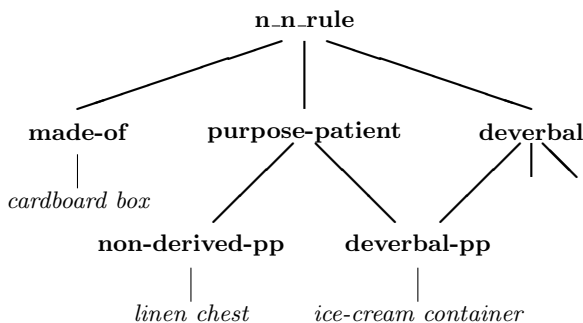 n_n_rule
made-of purpose-patient deverbal
cardboard box
non-derived-pp deverbal-pp
linen chest ice-cream container